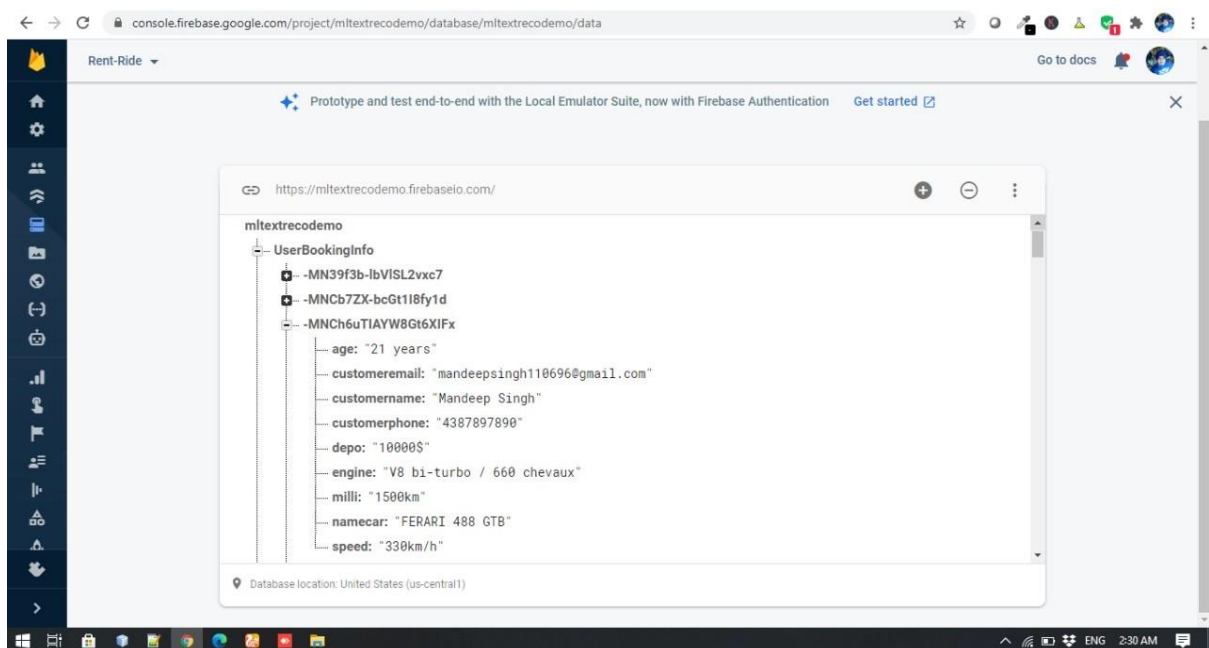 console.firebase.google.com/project/mltextrecodemo/database/mltextrecodemo/data
Rent-Ride
Go to docs
Prototype and test end-to-end with the Local Emulator Suite, now with Firebase Authentication Get started
https://mltextrecodemo.firebaseio.com/
mltextrecodemo
UserBookingInfo
-MN39f3b-lbVlSL2vxc7
-MNCb7ZX-bcGt1I8fy1d
-MNCh6uTIAYW8Gt6XIFx
age: "21 years"
customeremail: "mandeepsingh110696@gmail.com"
customername: "Mandeep Singh"
customerphone: "4387897890"
depo: "10000$"
engine: "V8 bi-turbo / 660 chevaux"
milli: "1500km"
namecar: "FERARI 488 GTB"
speed: "330km/h"
Database location: United States (us-central1)
ENG 2:30 AM